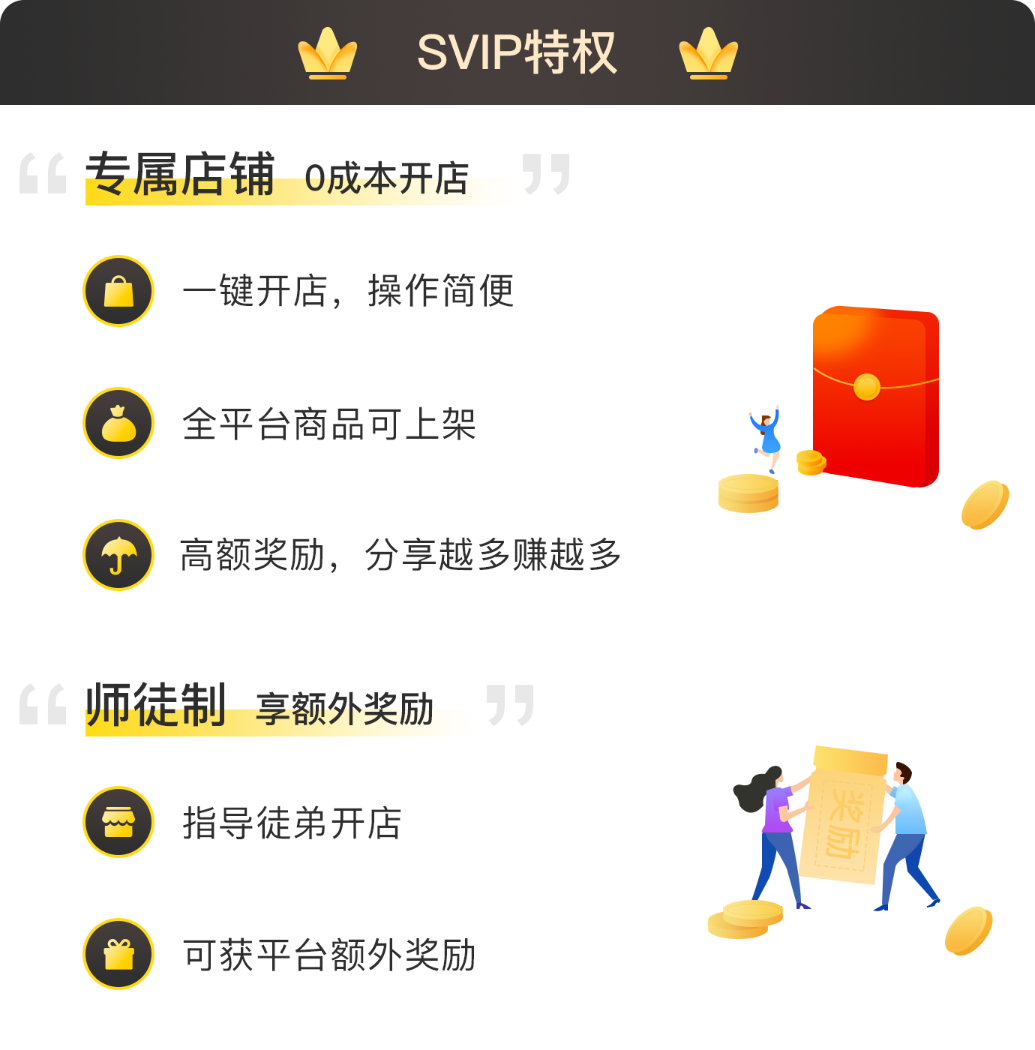 SVIP特权
专属店铺 0成本开店
一键开店，操作简便
全平台商品可上架
高额奖励，分享越多赚越多
师徒制 享额外奖励
奖励
指导徒弟开店
可获平台额外奖励